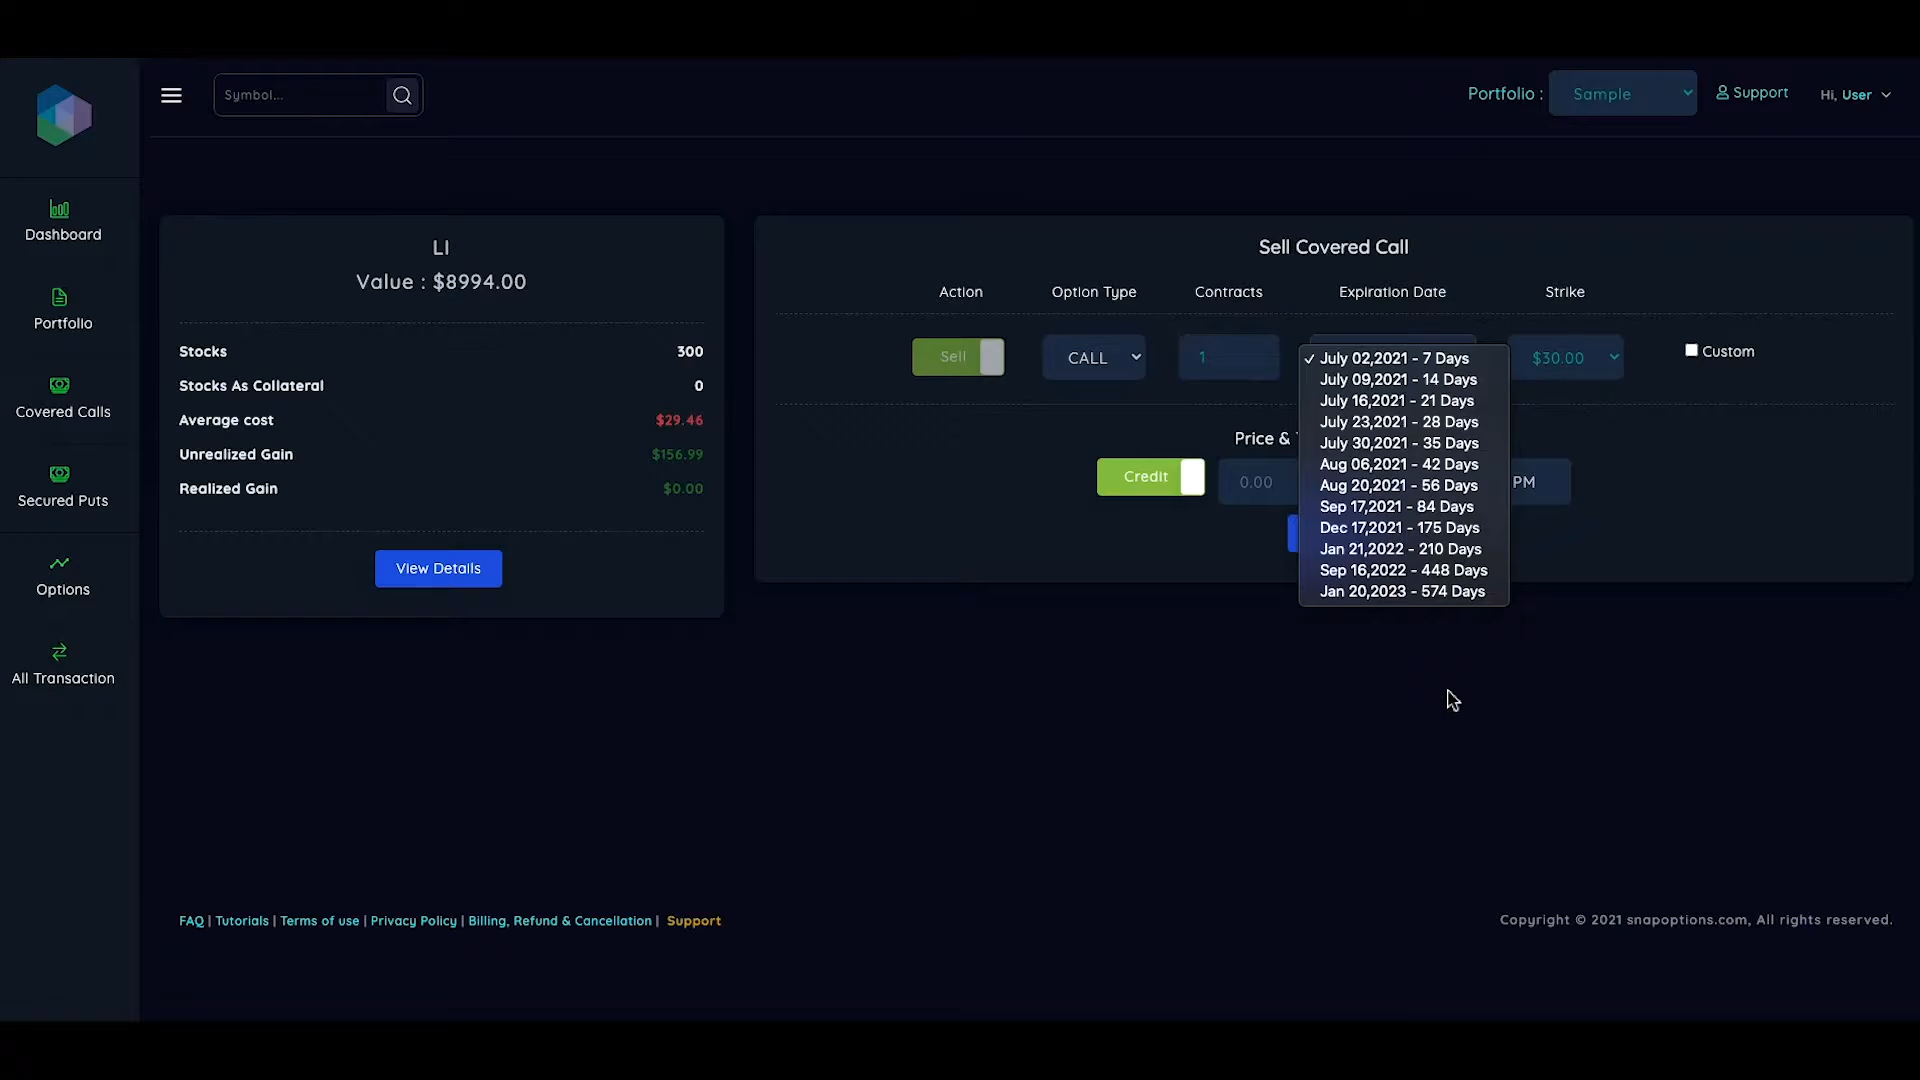 Symbol...
Portfolio :
Sample
Support
Hi, User
Dashboard
Portfolio
Covered Calls
Secured Puts
Options
All Transaction
LI
Value : $8994.00
Stocks 300
Stocks As Collateral 0
Average cost $29.46
Unrealized Gain $156.99
Realized Gain $0.00
View Details
Sell Covered Call
Action Option Type Contracts Expiration Date Strike
Sell CALL 1 $30.00 Custom
✓ July 02,2021 - 7 Days
July 09,2021 - 14 Days
July 16,2021 - 21 Days
July 23,2021 - 28 Days
July 30,2021 - 35 Days
Aug 06,2021 - 42 Days
Aug 20,2021 - 56 Days
Sep 17,2021 - 84 Days
Dec 17,2021 - 175 Days
Jan 21,2022 - 210 Days
Sep 16,2022 - 448 Days
Jan 20,2023 - 574 Days
Price &
Credit 0.00 PM
FAQ | Tutorials | Terms of use | Privacy Policy | Billing, Refund & Cancellation | Support
Copyright © 2021 snapoptions.com, All rights reserved.